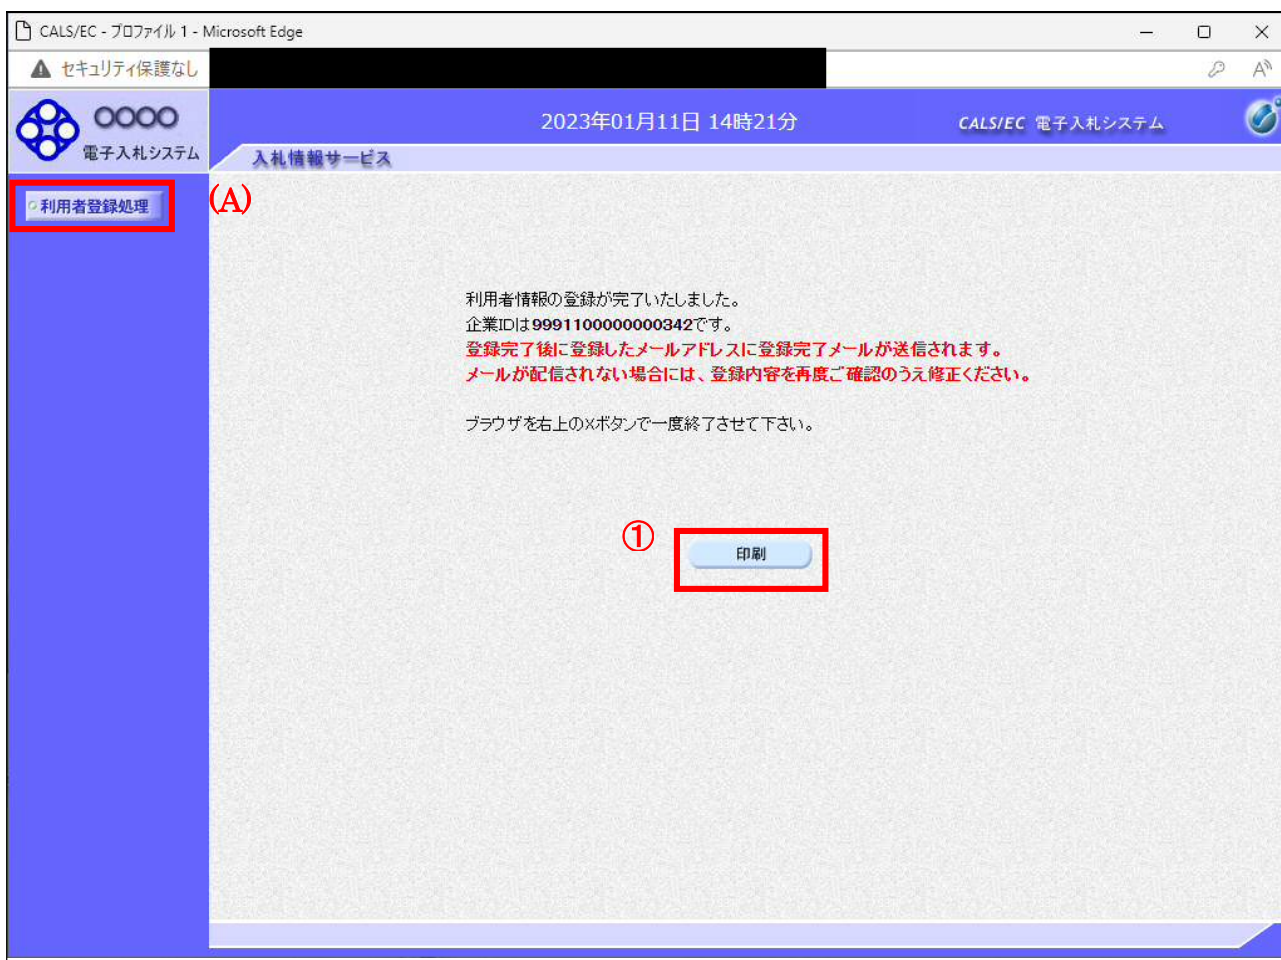 CALS/EC - プロファイル 1 - Microsoft Edge
セキュリティ保護なし
OOOO
電子入札システム
2023年01月11日 14時21分
CALS/EC 電子入札システム
入札情報サービス
利用者登録処理
(A)
利用者情報の登録が完了いたしました。
企業IDは9991100000000342です。
登録完了後に登録したメールアドレスに登録完了メールが送信されます。
メールが配信されない場合には、登録内容を再度ご確認のうえ修正ください。
ブラウザを右上の×ボタンで一度終了させて下さい。
①
印刷